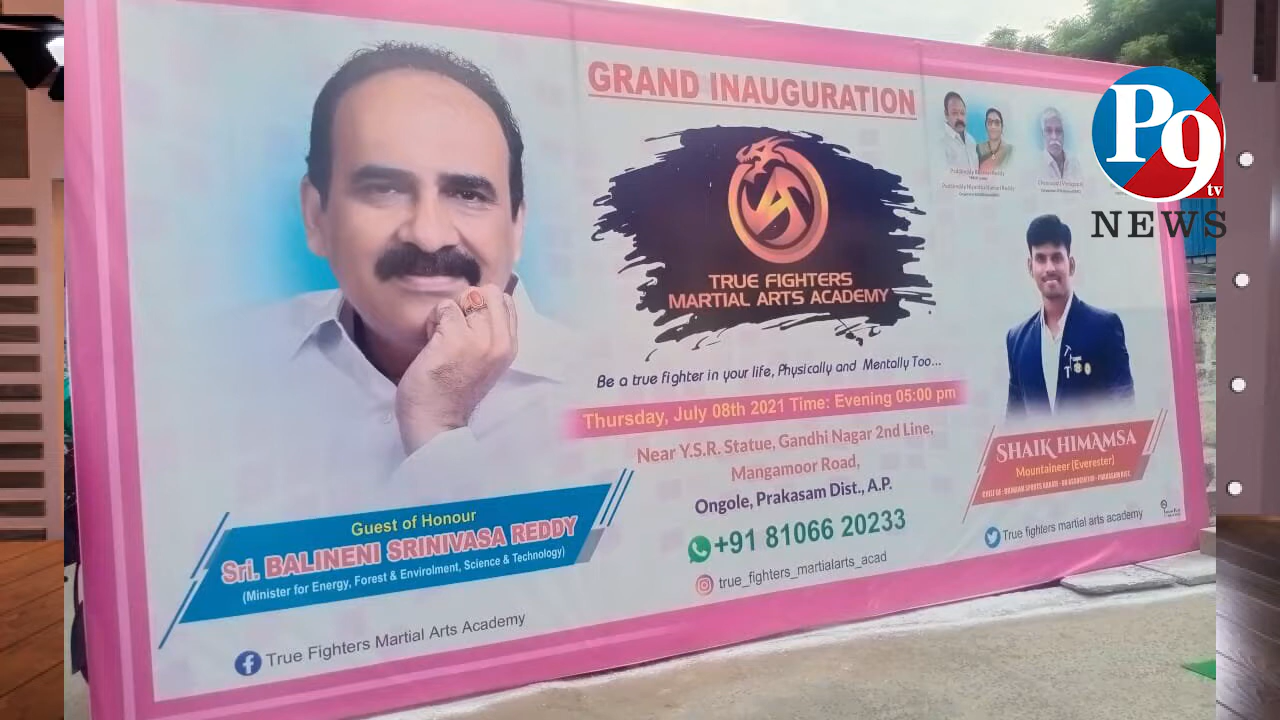 GRAND INAUGURATION
TRUE FIGHTERS
MARTIAL ARTS ACADEMY
Be a true fighter in your life, Physically and Mentally Too...
Thursday, July 08th 2021 Time: Evening 05:00 pm
Near Y.S.R. Statue, Gandhi Nagar 2nd Line,
Mangamoor Road,
Ongole, Prakasam Dist., A.P.
+91 81066 20233
true_fighters_martialarts_acad
Guest of Honour
Sri. BALINENI SRINIVASA REDDY
(Minister for Energy, Forest & Envirolment, Science & Technology)
True Fighters Martial Arts Academy
SHAIK HIMAMSA
Mountaineer (Everester)
True fighters martial arts academy
P9
tv
NEWS